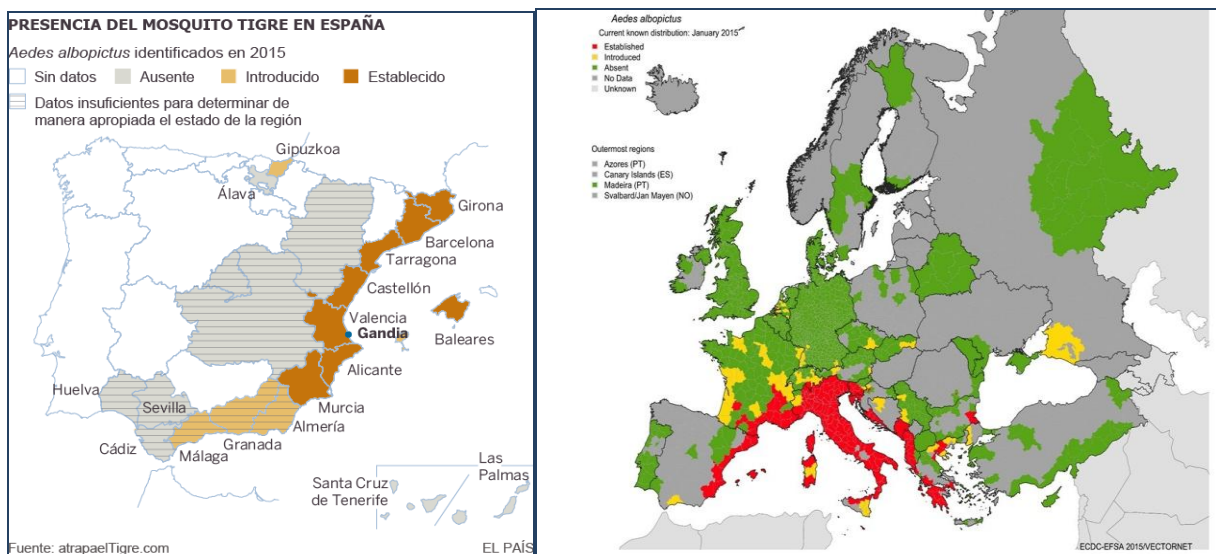 PRESENCIA DEL MOSQUITO TIGRE EN ESPAÑA
Aedes albopictus identificados en 2015
Sin datos
Ausente
Introducido
Establecido
Datos insuficientes para determinar de
manera apropiada el estado de la región
Gipuzkoa
Álava
Girona
Barcelona
Tarragona
Castellón
Valencia
Gandia
Baleares
Alicante
Huelva
Sevilla
Murcia
Almería
Cádiz
Granada
Málaga
Las
Palmas
Santa Cruz
de Tenerife
Fuente: atrapaelTigre.com
EL PAÍS
Aedes albopictus
Current known distribution: January 2015
Established
Introduced
Absent
No Data
Unknown
Outermost regions
Azores (PT)
Canary Islands (ES)
Madeira (PT)
Svalbard/Jan Mayen (NO)
ECDC-EFSA 2015/VECTORNET